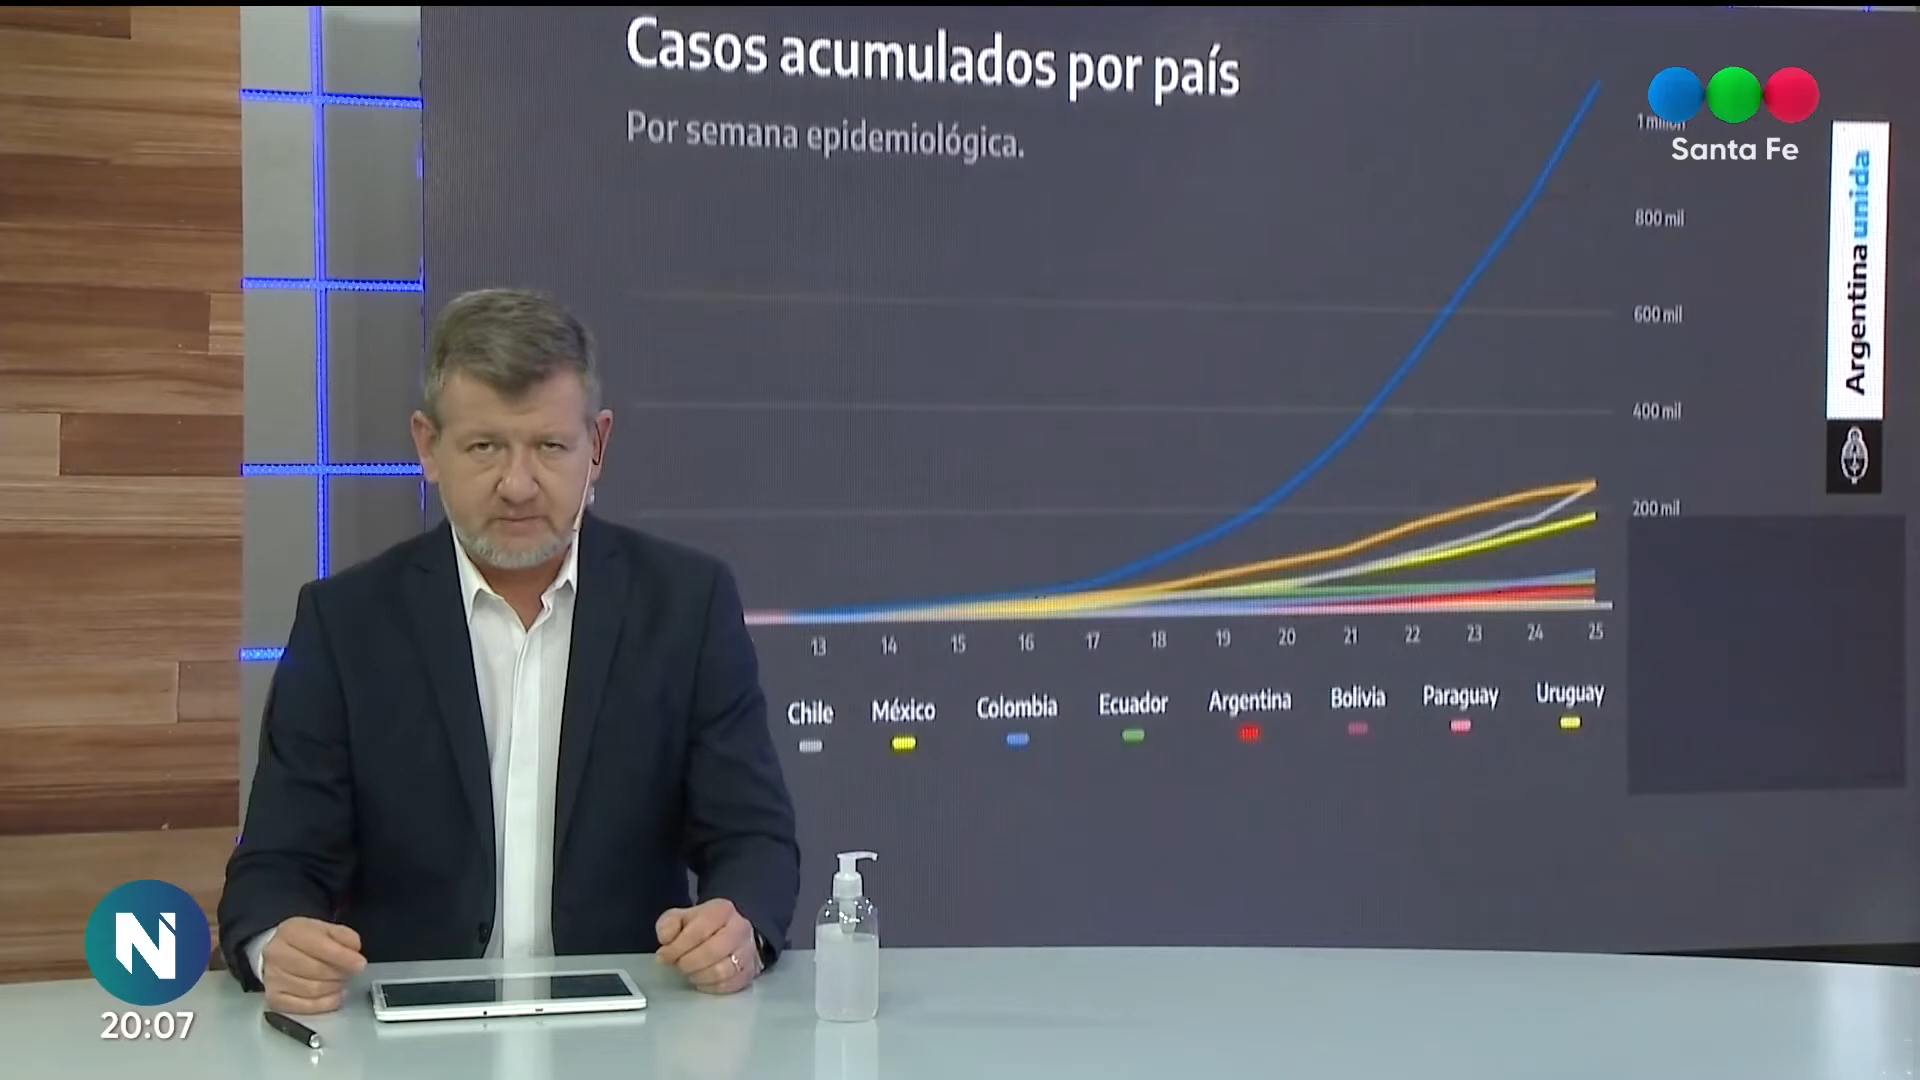 Casos acumulados por país
Por semana epidemiológica.
1 millón
Santa Fe
800 mil
600 mil
400 mil
200 mil
Argentina unida
13 14 15 16 17 18 19 20 21 22 23 24 25
Chile México Colombia Ecuador Argentina Bolivia Paraguay Uruguay
N
20:07